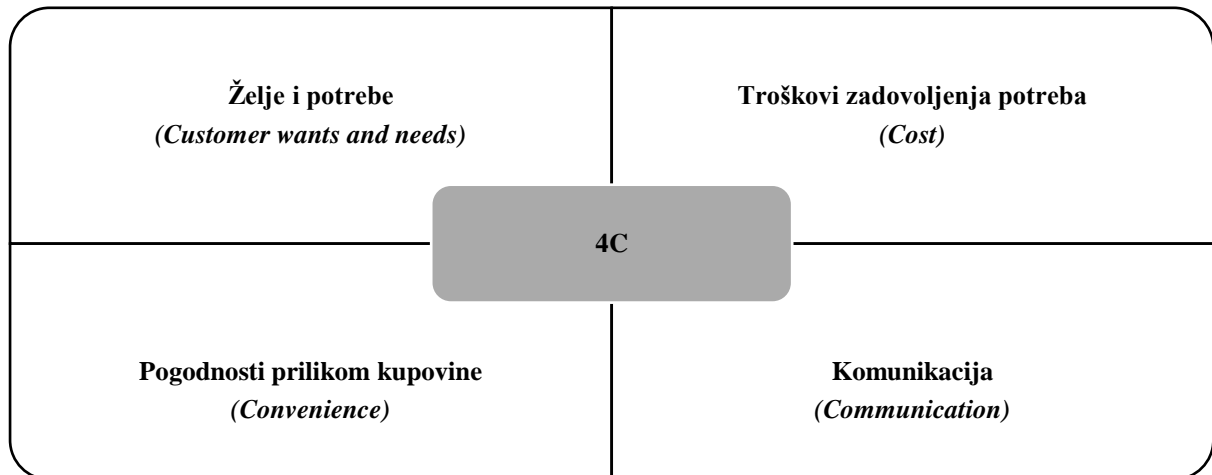 Želje i potrebe
(Customer wants and needs)
Troškovi zadovoljenja potreba
(Cost)
4C
Pogodnosti prilikom kupovine
(Convenience)
Komunikacija
(Communication)